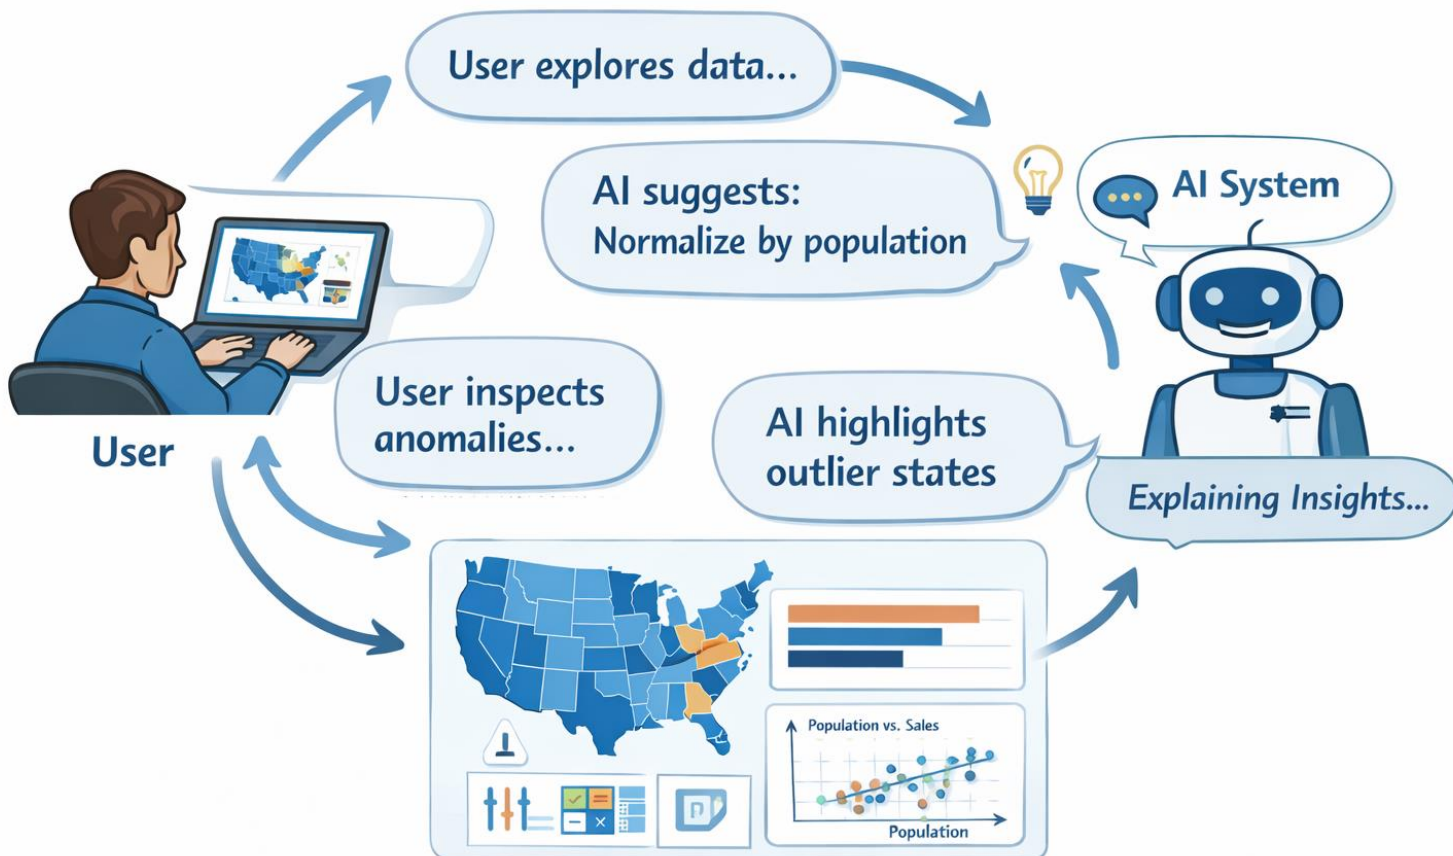 User explores data...
AI suggests:
Normalize by population
AI System
User
User inspects
anomalies...
AI highlights
outlier states
Explaining Insights...
Population vs. Sales
Population